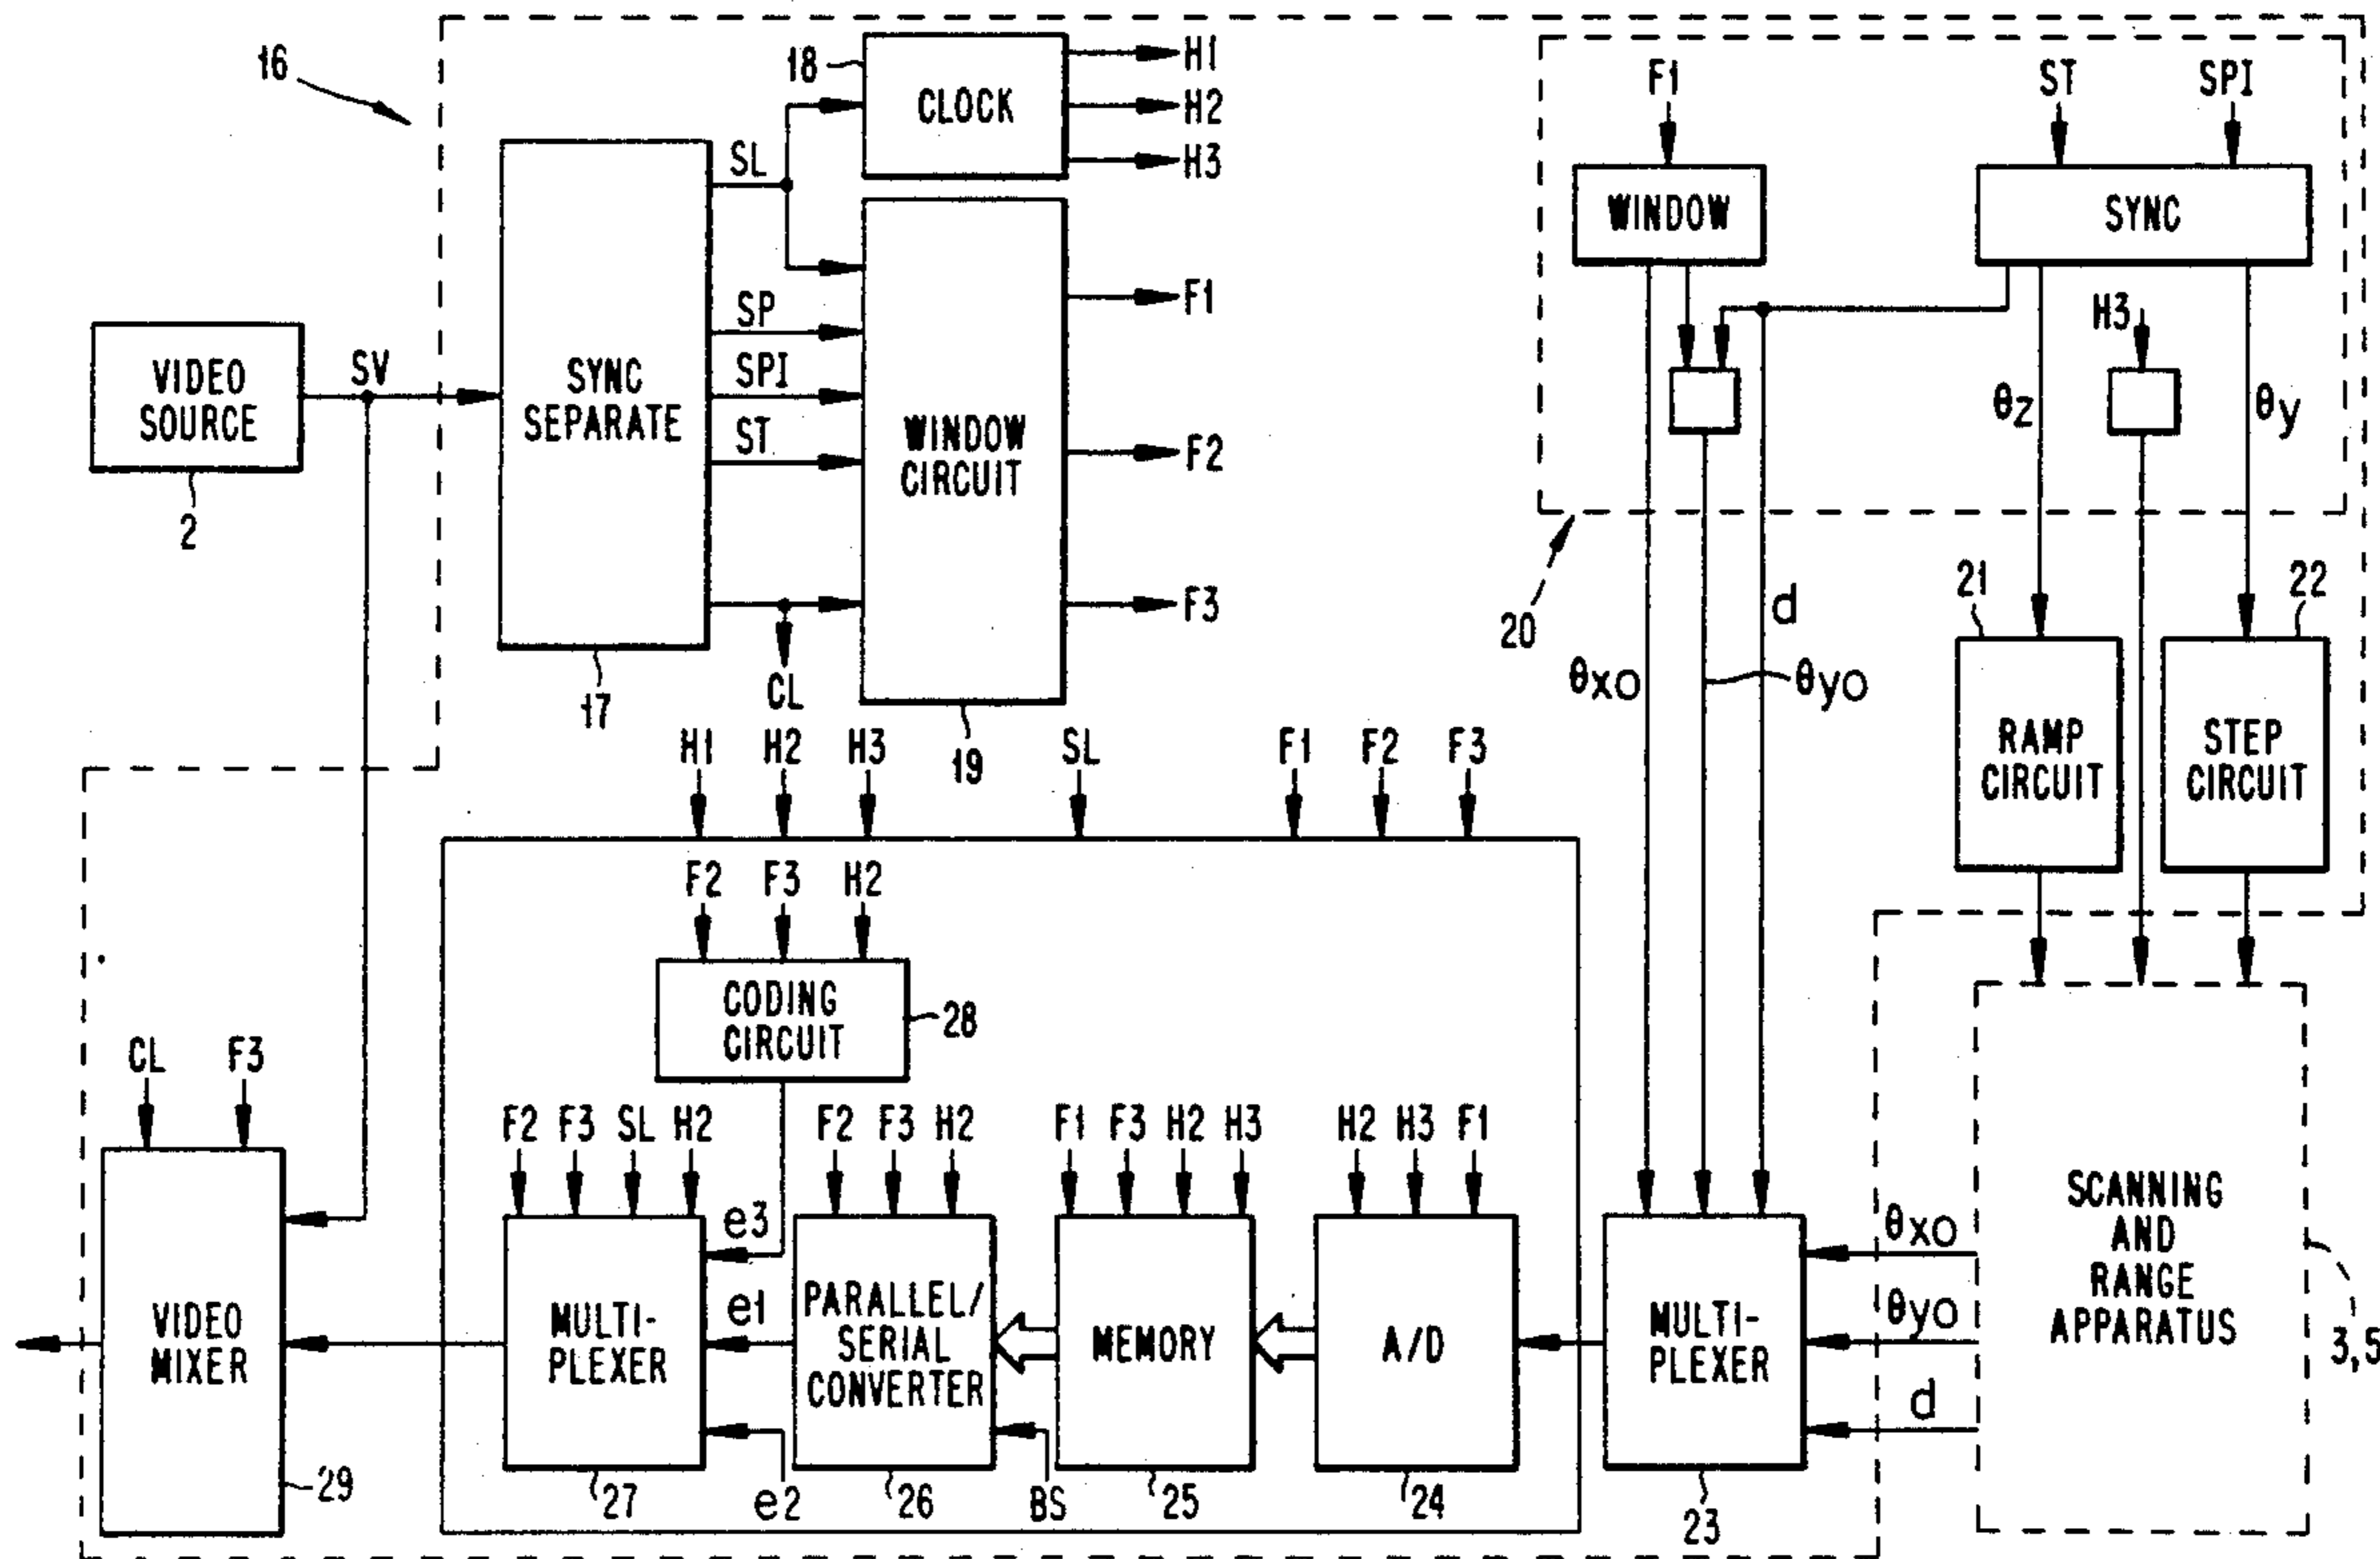 16
18
CLOCK
H1
H2
H3
F1
ST
SPI
WINDOW
SYNC
SL
SP
SPI
ST
SYNC
SEPARATE
17
CL
WINDOW
CIRCUIT
19
F1
F2
F3
VIDEO
SOURCE
2
SV
H3
θz
θy
20
21
22
d
θxo
θyo
RAMP
CIRCUIT
STEP
CIRCUIT
H1
H2
H3
SL
F1
F2
F3
F2
F3
H2
CODING
CIRCUIT
28
CL
F3
VIDEO
MIXER
29
F2
F3
SL
H2
e3
e1
e2
MULTI-
PLEXER
27
F2
F3
H2
PARALLEL/
SERIAL
CONVERTER
26
BS
F1
F3
H2
H3
MEMORY
25
H2
H3
F1
A/D
24
MULTI-
PLEXER
23
θxo
θyo
d
SCANNING
AND
RANGE
APPARATUS
3,5